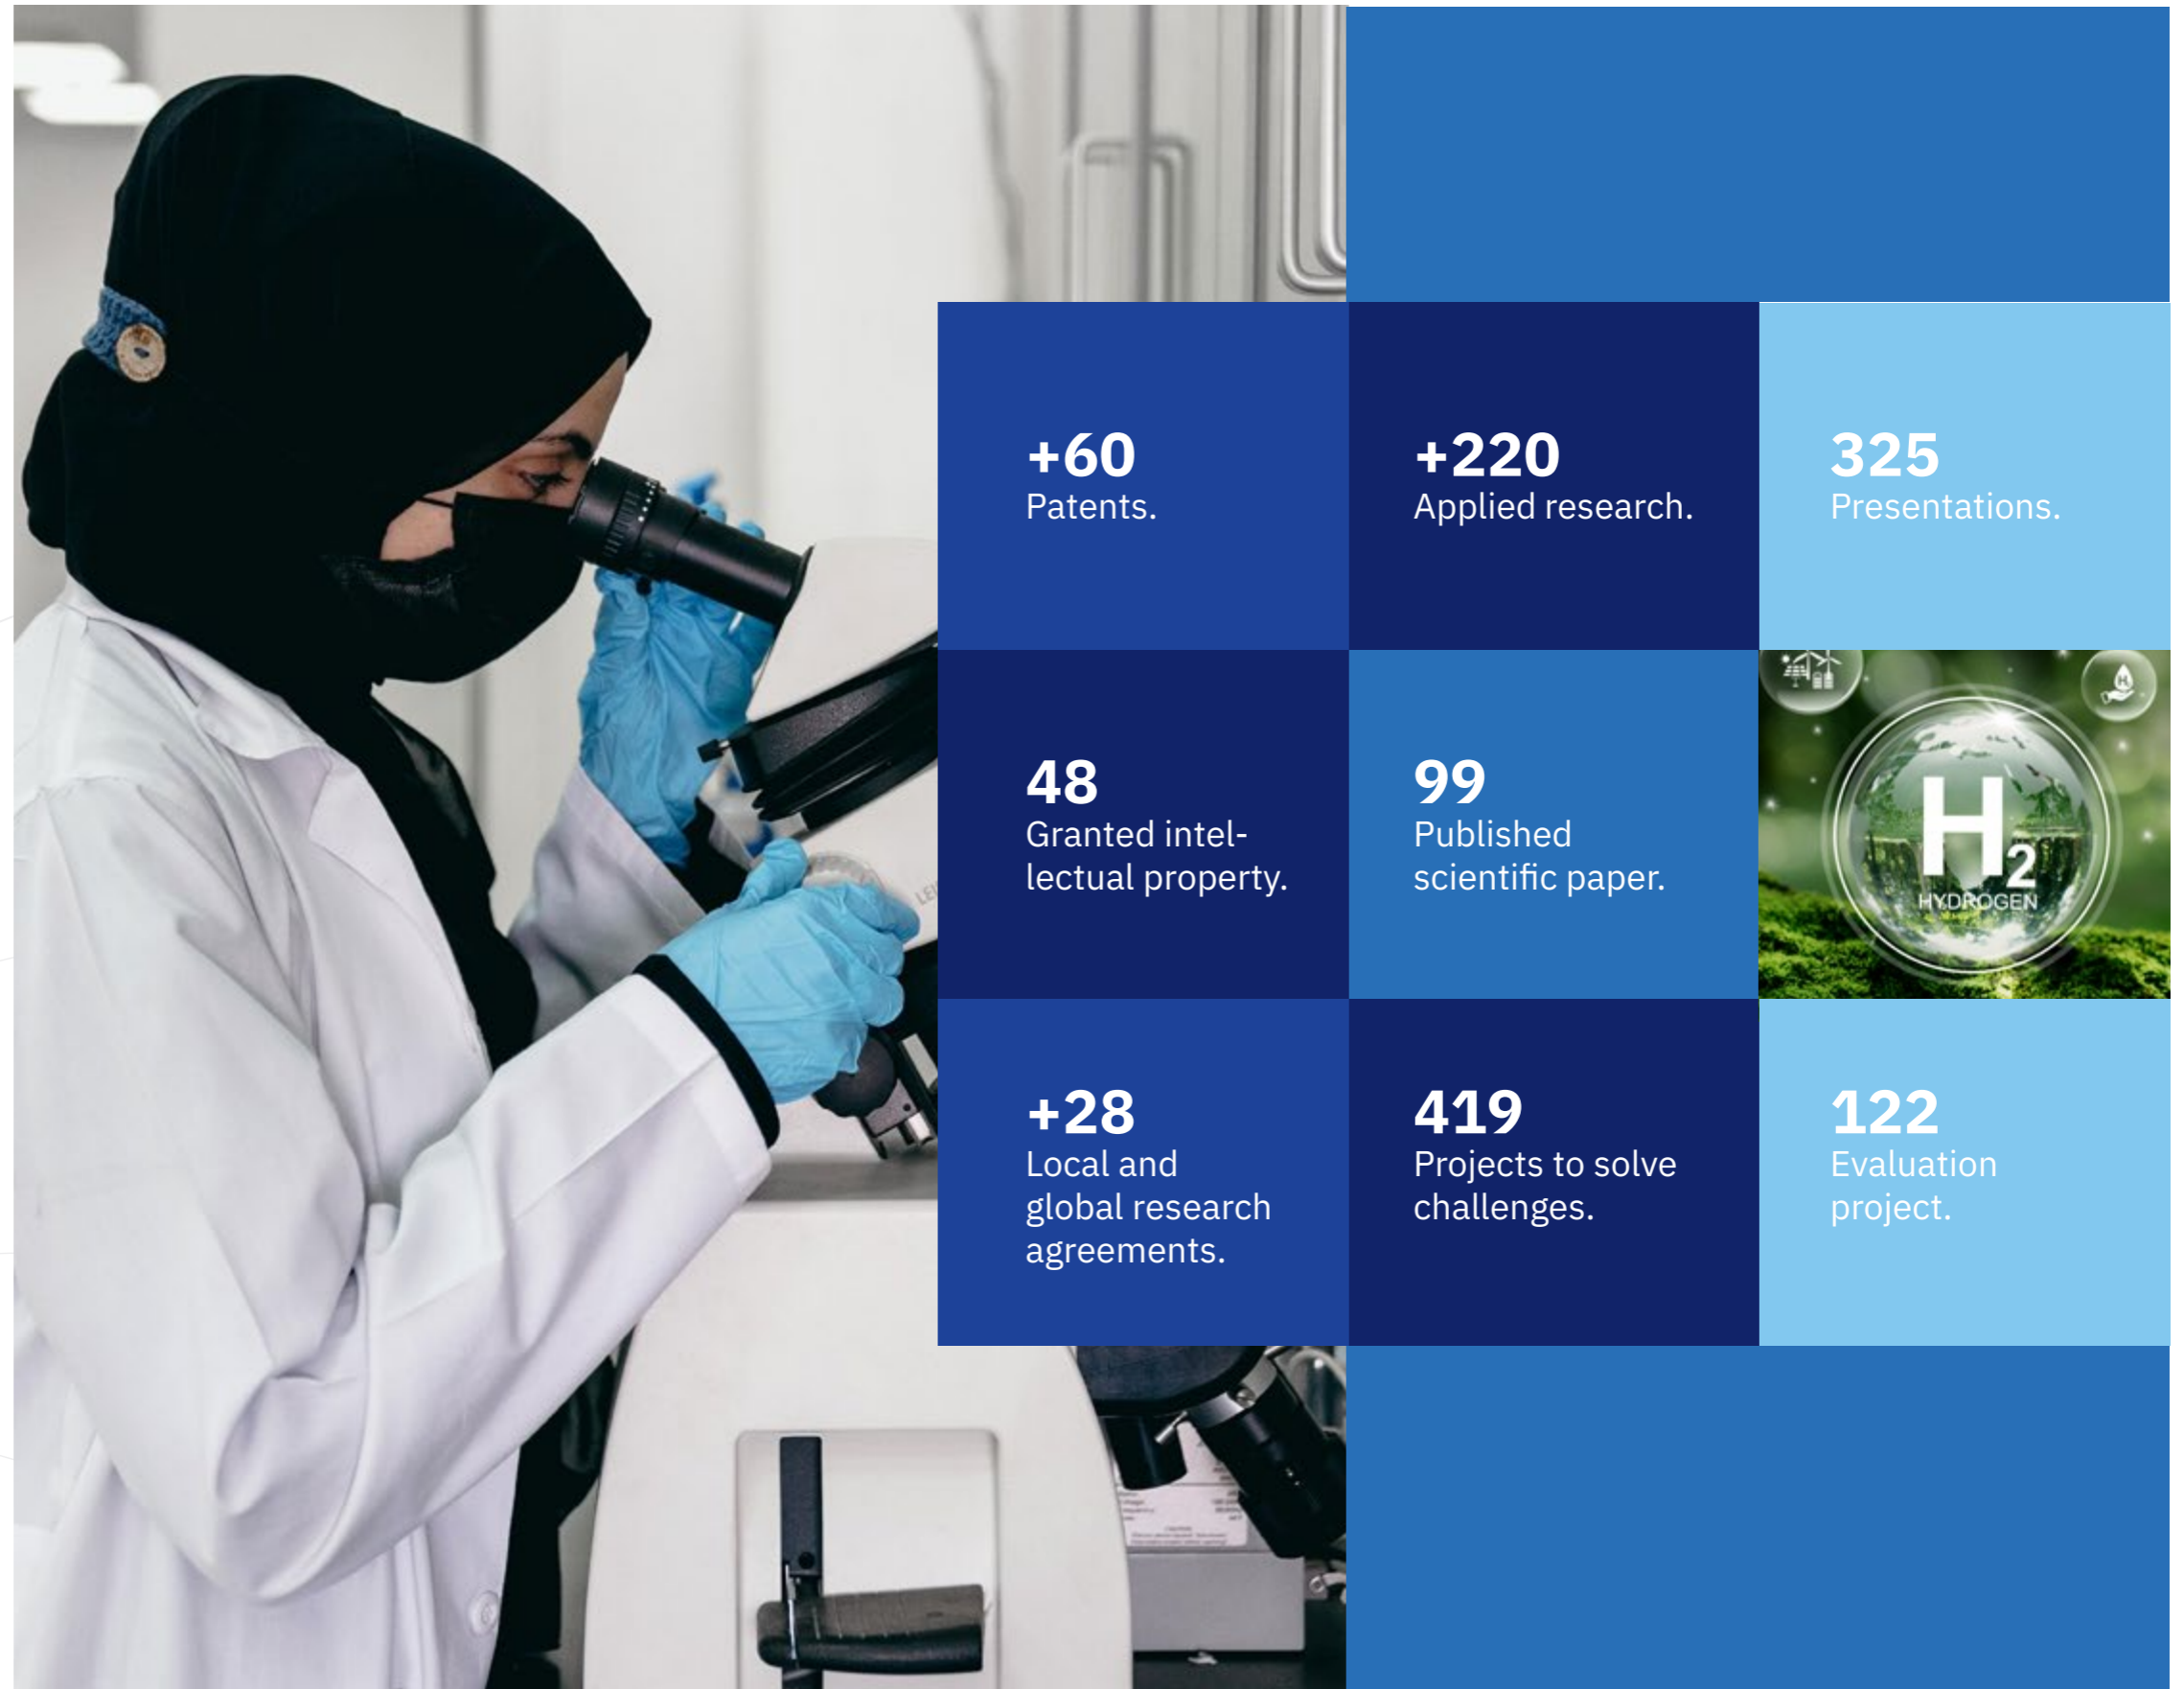 +60
Patents.
+220
Applied research.
325
Presentations.
48
Granted intel-
lectual property.
99
Published
scientific paper.
H2
HYDROGEN
+28
Local and
global research
agreements.
419
Projects to solve
challenges.
122
Evaluation
project.